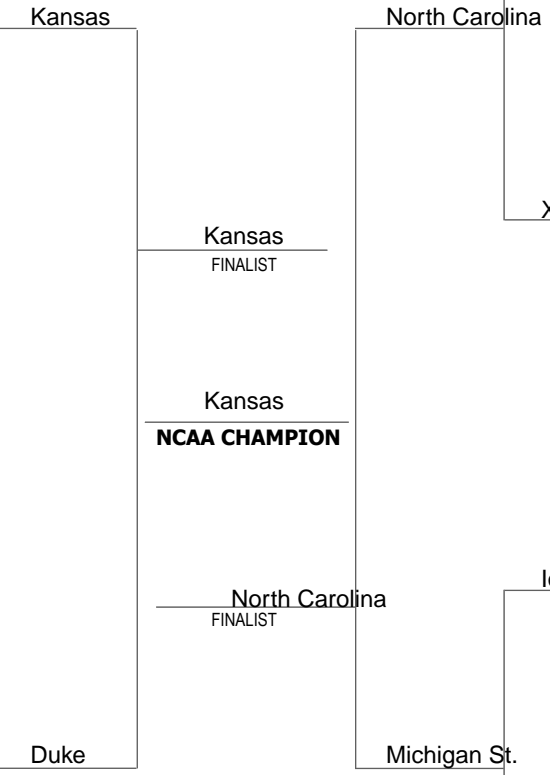 Kansas
North Carolina
X
Kansas
FINALIST
Kansas
NCAA CHAMPION
North Carolina
FINALIST
Duke
Michigan St.